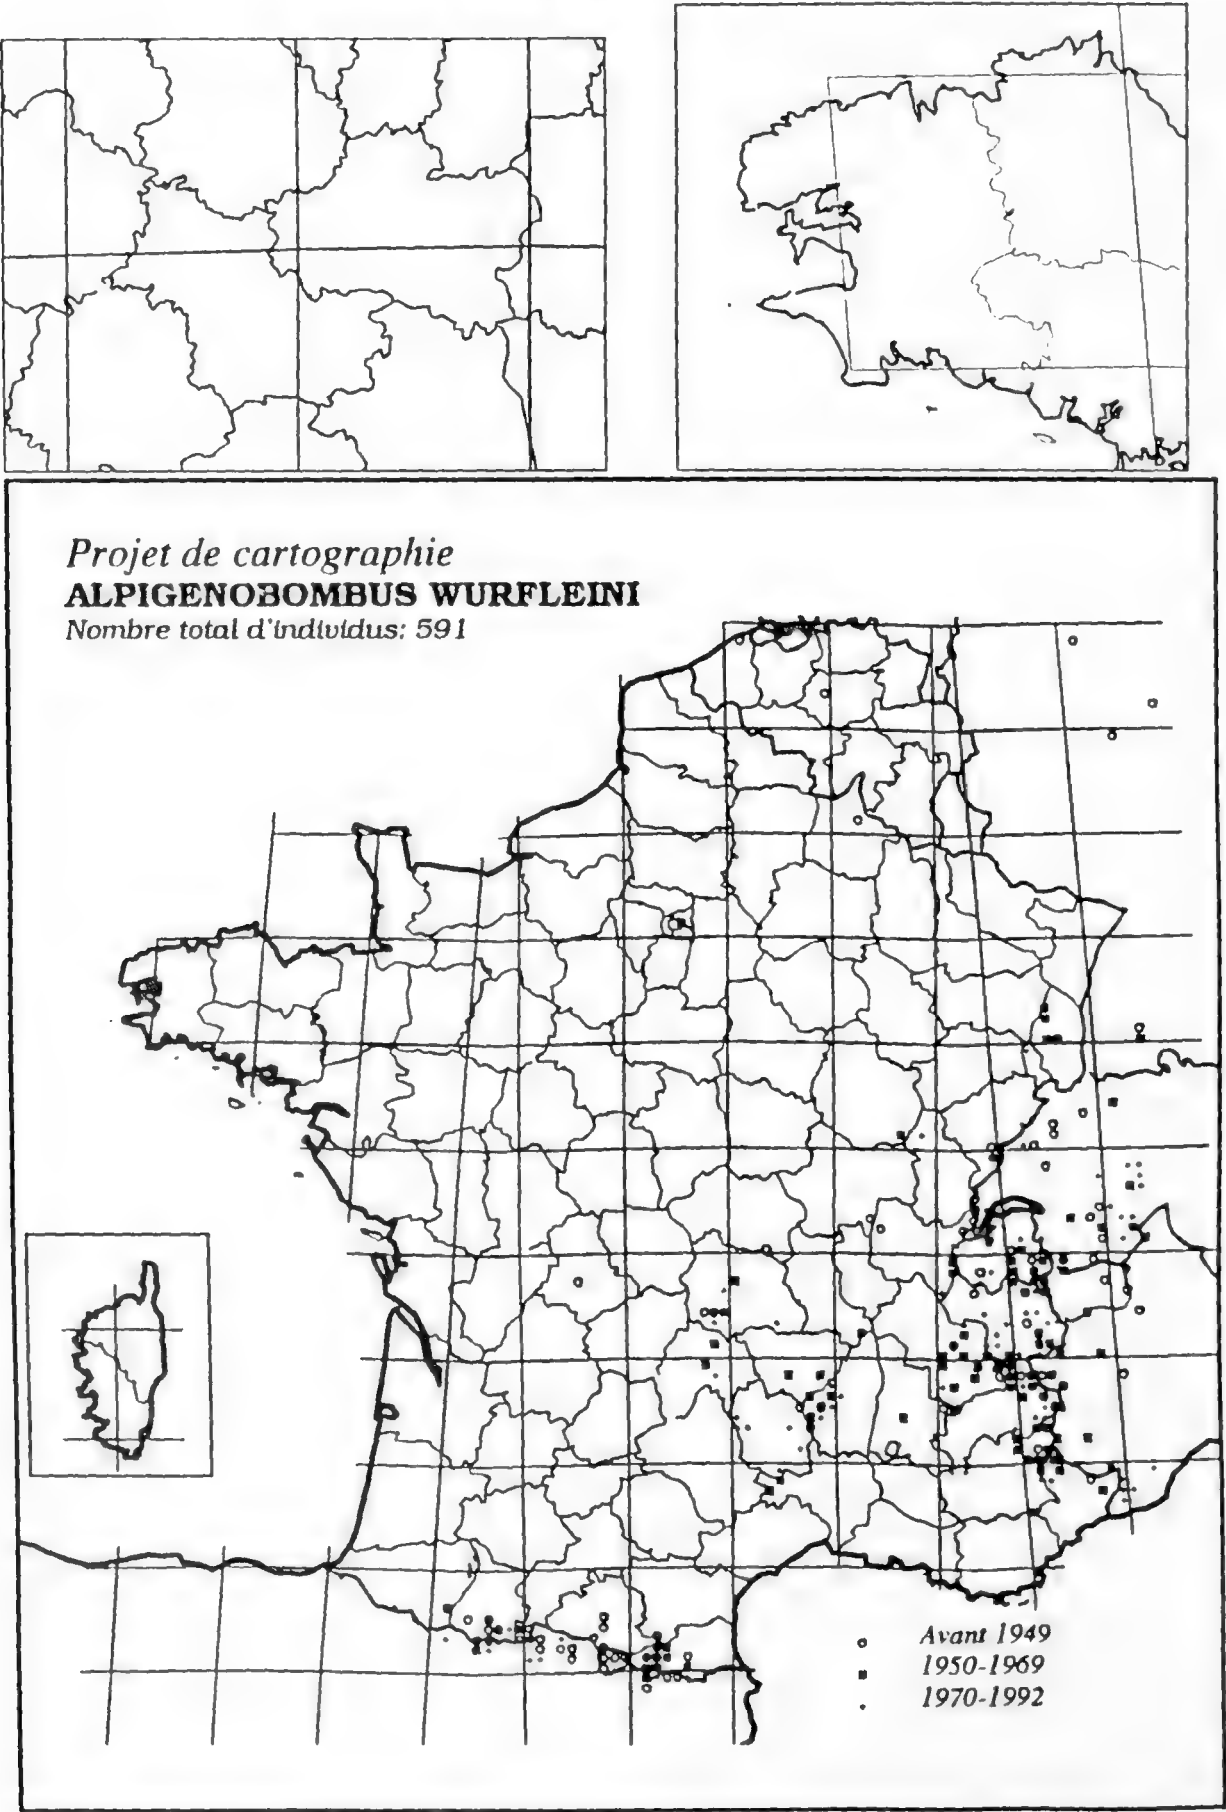 Projet de cartographie
ALPIGENOBOMBUS WURFLEINI
Nombre total d'individus: 591
Avant 1949
1950-1969
1970-1992